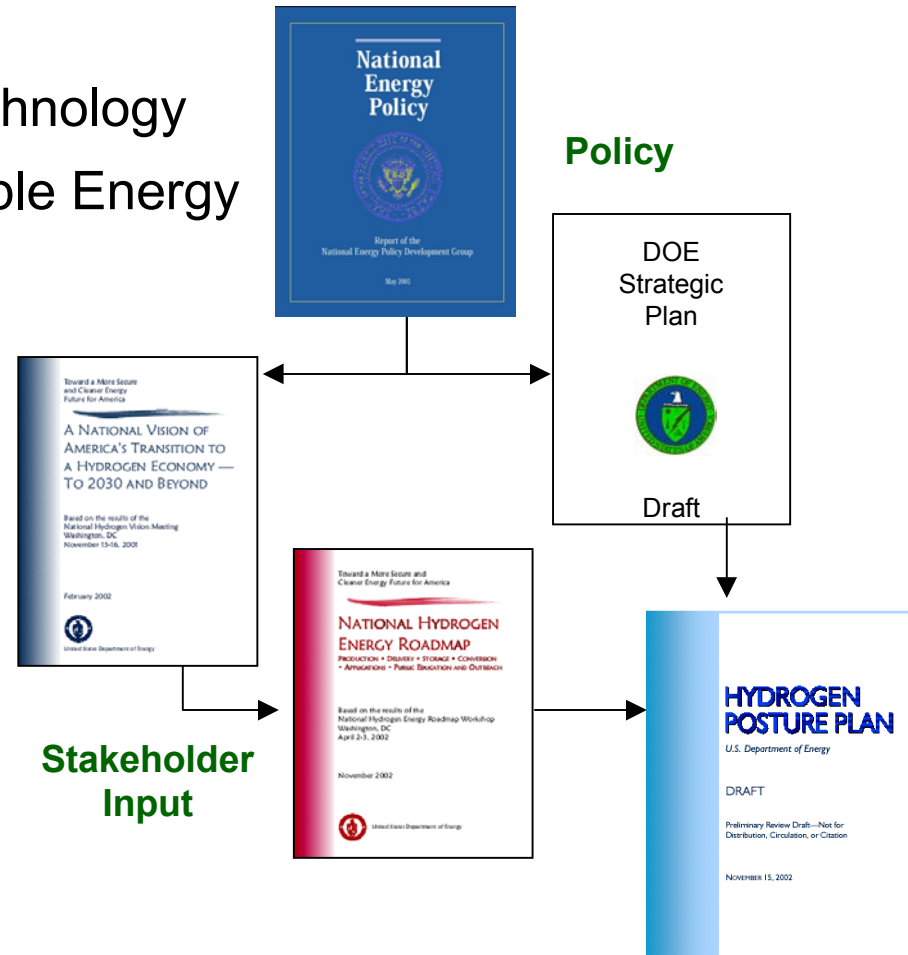 chnology
ble Energy
National
Energy
Policy
Report of the
National Energy Policy Development Group
May 2001
Policy
DOE
Strategic
Plan
Draft
Toward a More Secure
and Cleaner Energy
Future for America
A NATIONAL VISION OF
AMERICA'S TRANSITION TO
A HYDROGEN ECONOMY —
TO 2030 AND BEYOND
Based on the results of the
National Hydrogen Vision Meeting
Washington, DC
November 15-16, 2001
February 2002
United States Department of Energy
Stakeholder
Input
Toward a More Secure and
Cleaner Energy Future for America
NATIONAL HYDROGEN
ENERGY ROADMAP
PRODUCTION • DELIVERY • STORAGE • CONVERSION
• APPLICATIONS • PUBLIC EDUCATION AND OUTREACH
Based on the results of the
National Hydrogen Energy Roadmap Workshop
Washington, DC
April 2-3, 2002
November 2002
United States Department of Energy
HYDROGEN
POSTURE PLAN
U.S. Department of Energy
DRAFT
Preliminary Review Draft—Not for
Distribution, Circulation, or Citation
NOVEMBER 15, 2002